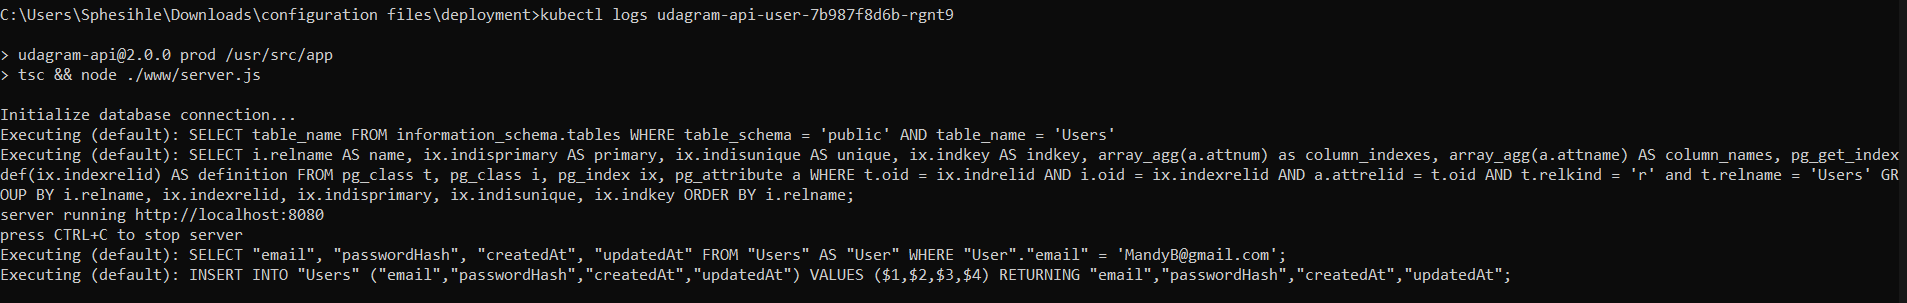 C:\Users\Sphesihle\Downloads\configuration files\deployment>kubectl logs udagram-api-user-7b987f8d6b-rgnt9
> udagram-api@2.0.0 prod /usr/src/app
> tsc && node ./www/server.js
Initialize database connection...
Executing (default): SELECT table_name FROM information_schema.tables WHERE table_schema = 'public' AND table_name = 'Users'
Executing (default): SELECT i.relname AS name, ix.indisprimary AS primary, ix.indisunique AS unique, ix.indkey AS indkey, array_agg(a.attnum) as column_indexes, array_agg(a.attname) AS column_names, pg_get_index
def(ix.indexrelid) AS definition FROM pg_class t, pg_class i, pg_index ix, pg_attribute a WHERE t.oid = ix.indrelid AND i.oid = ix.indexrelid AND a.attrelid = t.oid AND t.relkind = 'r' and t.relname = 'Users' GR
OUP BY i.relname, ix.indexrelid, ix.indisprimary, ix.indisunique, ix.indkey ORDER BY i.relname;
server running http://localhost:8080
press CTRL+C to stop server
Executing (default): SELECT "email", "passwordHash", "createdAt", "updatedAt" FROM "Users" AS "User" WHERE "User"."email" = 'MandyB@gmail.com';
Executing (default): INSERT INTO "Users" ("email","passwordHash","createdAt","updatedAt") VALUES ($1,$2,$3,$4) RETURNING "email","passwordHash","createdAt","updatedAt";